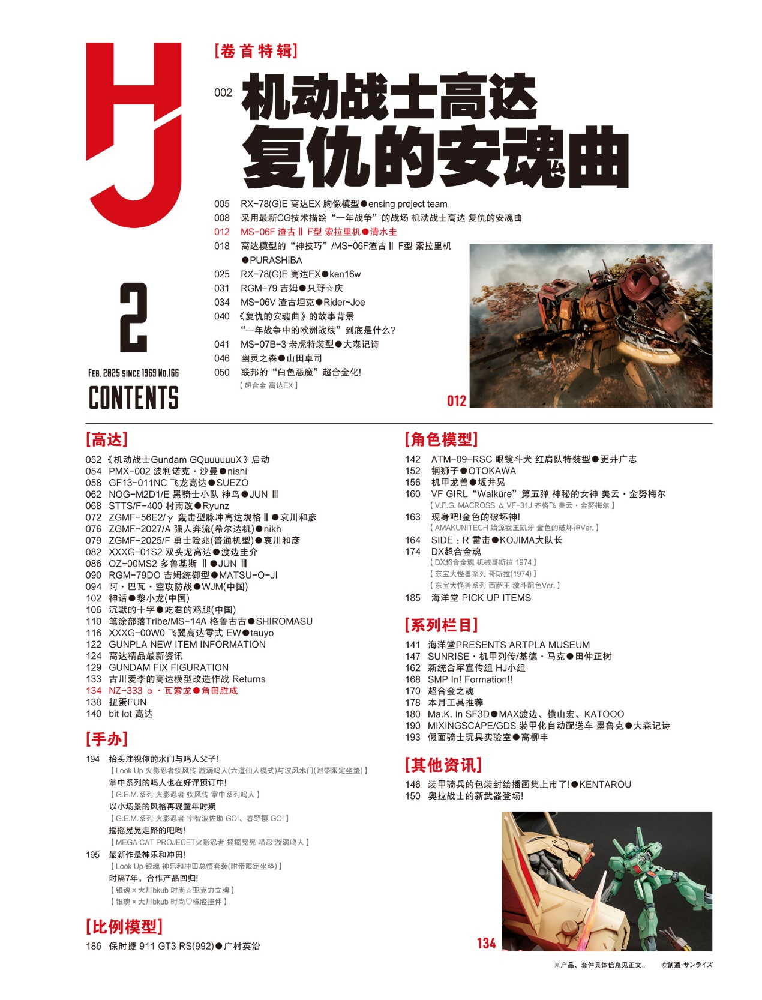 HJ
2
FEB. 2025 SINCE 1969 No.166
CONTENTS
[卷首特辑]
002 机动战士高达
复仇的安魂曲
005 RX-78(G)E 高达EX 胸像模型●ensing project team
008 采用最新CG技术描绘“一年战争”的战场 机动战士高达 复仇的安魂曲
012 MS-06F 渣古Ⅱ F型 索拉里机●清水圭
018 高达模型的“神技巧”/MS-06F渣古Ⅱ F型 索拉里机
●PURASHIBA
025 RX-78(G)E 高达EX●ken16w
031 RGM-79 吉姆●只野☆庆
034 MS-06V 渣古坦克●Rider~Joe
040 《复仇的安魂曲》的故事背景
“一年战争中的欧洲战线”到底是什么?
041 MS-07B-3 老虎特装型●大森记诗
046 幽灵之森●山田卓司
050 联邦的“白色恶魔”超合金化!
【超合金 高达EX】
012
[高达]
052 《机动战士Gundam GQuuuuuuX》启动
054 PMX-002 波利诺克·沙曼●nishi
058 GF13-011NC 飞龙高达●SUEZO
062 NOG-M2D1/E 黑骑士小队 神鸟●JUN Ⅲ
068 STTS/F-400 村雨改●Ryunz
072 ZGMF-56E2/γ 轰击型脉冲高达规格Ⅱ●哀川和彦
076 ZGMF-2027/A 强人奔流(希尔达机)●nikh
079 ZGMF-2025/F 勇士险兆(普通机型)●哀川和彦
082 XXXG-01S2 双头龙高达●渡边圭介
086 OZ-00MS2 多鲁基斯 Ⅱ●JUN Ⅲ
090 RGM-79DO 吉姆统御型●MATSU-O-JI
094 阿·巴瓦·空攻防战●WJM(中国)
102 神话●黎小龙(中国)
106 沉默的十字●吃君的鸡腿(中国)
110 笔涂部落Tribe/MS-14A 格鲁古古●SHIROMASU
116 XXXG-00W0 飞翼高达零式 EW●tauyo
122 GUNPLA NEW ITEM INFORMATION
124 高达精品最新资讯
129 GUNDAM FIX FIGURATION
133 古川爱李的高达模型改造作战 Returns
134 NZ-333 α·瓦索龙●角田胜成
138 扭蛋FUN
140 bit lot 高达
[手办]
194 抬头注视你的水门与鸣人父子!
【Look Up 火影忍者疾风传 漩涡鸣人(六道仙人模式)与波风水门(附带限定坐垫)】
掌中系列的鸣人也在好评预订中!
【G.E.M.系列 火影忍者 疾风传 掌中系列鸣人】
以小场景的风格再现童年时期
【G.E.M.系列 火影忍者 宇智波佐助 GO!、春野樱 GO!】
摇摇晃晃走路的吧哟!
【MEGA CAT PROJECET火影忍者 摇摇晃晃 喵忍!漩涡鸣人】
195 最新作是神乐和冲田!
【Look Up 银魂 神乐和冲田总悟套装(附带限定坐垫)】
时隔7年，合作产品回归!
【银魂×大川bkub 时尚☆亚克力立牌】
【银魂×大川bkub 时尚♡橡胶挂件】
[比例模型]
186 保时捷 911 GT3 RS(992)●广村英治
[角色模型]
142 ATM-09-RSC 眼镜斗犬 红肩队特装型●更井广志
152 钢狮子●OTOKAWA
156 机甲龙兽●坂井晃
160 VF GIRL“Walküre”第五弹 神秘的女神 美云·金努梅尔
【V.F.G. MACROSS Δ VF-31J 齐格飞 美云·金努梅尔】
163 现身吧!金色的破坏神!
【AMAKUNITECH 始源我王凯牙 金色的破坏神Ver.】
164 SIDE：R 雷击●KOJIMA大队长
174 DX超合金魂
【DX超合金魂 机械哥斯拉 1974】
【东宝大怪兽系列 哥斯拉(1974)】
【东宝大怪兽系列 西萨王 激斗配色Ver.】
185 海洋堂 PICK UP ITEMS
[系列栏目]
141 海洋堂PRESENTS ARTPLA MUSEUM
147 SUNRISE·机甲列传/基德·马克●田仲正树
162 新统合军宣传组 HJ小组
168 SMP In! Formation!!
170 超合金之魂
178 本月工具推荐
180 Ma.K. in SF3D●MAX渡边、横山宏、KATOOO
190 MIXINGSCAPE/GDS 装甲化自动配送车 墨鲁克●大森记诗
193 假面骑士玩具实验室●高柳丰
[其他资讯]
146 装甲骑兵的包装封绘插画集上市了!●KENTAROU
150 奥拉战士的新武器登场!
134
※产品、套件具体信息见正文。 ©創通·サンライズ